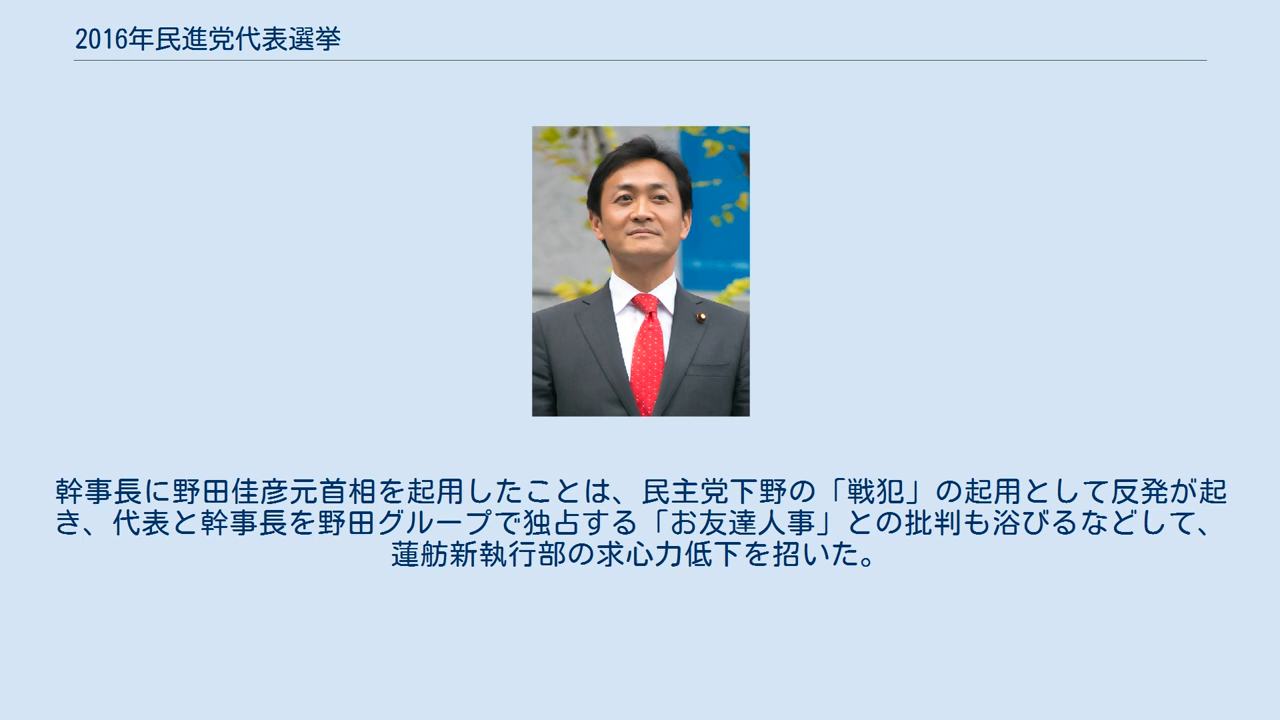 2016年民進党代表選挙
幹事長に野田佳彦元首相を起用したことは、民主党下野の「戦犯」の起用として反発が起
き、代表と幹事長を野田グループで独占する「お友達人事」との批判も浴びるなどして、
蓮舫新執行部の求心力低下を招いた。